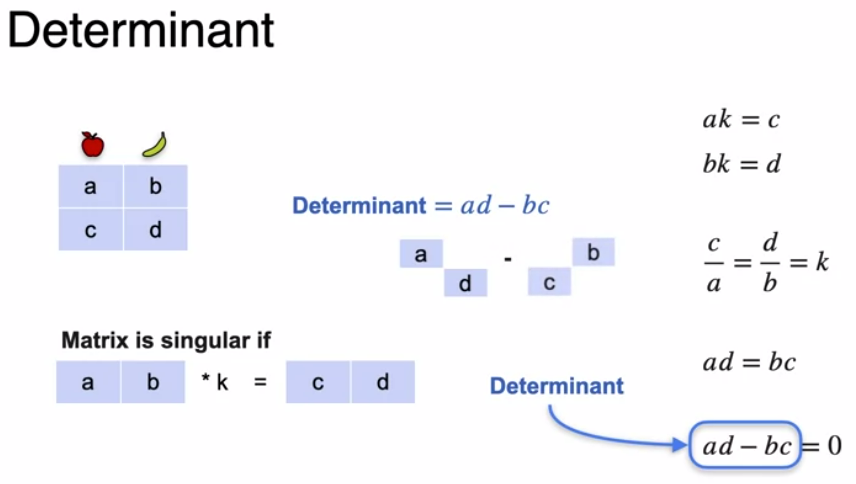 Determinant
a b
c d
Determinant = ad − bc
a d - c b
Matrix is singular if
a b * k = c d
Determinant
ak = c
bk = d
c/a = d/b = k
ad = bc
ad − bc = 0